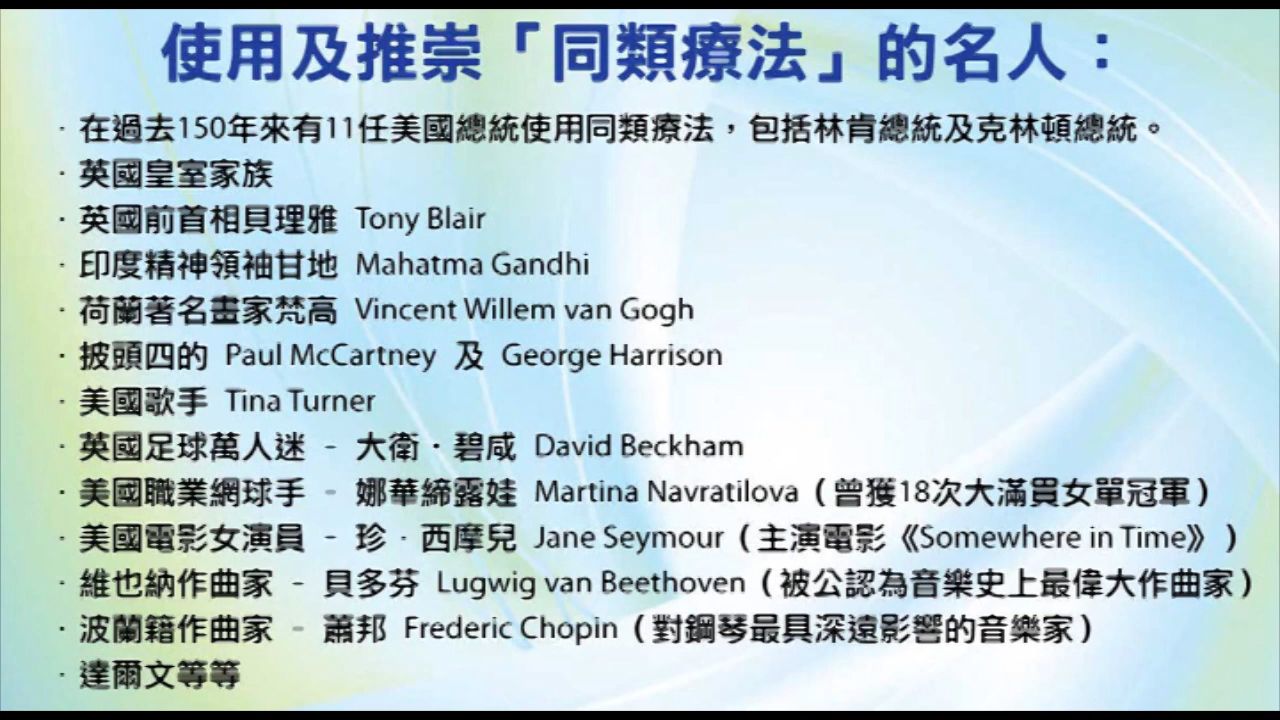 使用及推崇「同類療法」的名人：
· 在過去150年來有11任美國總統使用同類療法，包括林肯總統及克林頓總統。
· 英國皇室家族
· 英國前首相貝理雅 Tony Blair
· 印度精神領袖甘地 Mahatma Gandhi
· 荷蘭著名畫家梵高 Vincent Willem van Gogh
· 披頭四的 Paul McCartney 及 George Harrison
· 美國歌手 Tina Turner
· 英國足球萬人迷 - 大衛·碧咸 David Beckham
· 美國職業網球手 - 娜華締露娃 Martina Navratilova（曾獲18次大滿貫女單冠軍）
· 美國電影女演員 - 珍·西摩兒 Jane Seymour（主演電影《Somewhere in Time》）
· 維也納作曲家 - 貝多芬 Lugwig van Beethoven（被公認為音樂史上最偉大作曲家）
· 波蘭籍作曲家 - 蕭邦 Frederic Chopin（對鋼琴最具深遠影響的音樂家）
· 達爾文等等